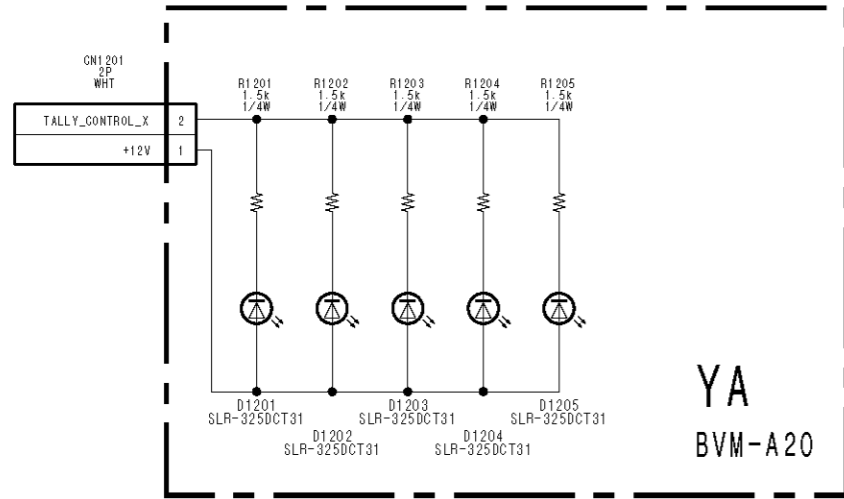 CN1201
2P
WHT
TALLY_CONTROL_X 2
+12V 1
R1201
1.5k
1/4W
R1202
1.5k
1/4W
R1203
1.5k
1/4W
R1204
1.5k
1/4W
R1205
1.5k
1/4W
D1201
SLR-325DCT31
D1202
SLR-325DCT31
D1203
SLR-325DCT31
D1204
SLR-325DCT31
D1205
SLR-325DCT31
YA
BVM-A20